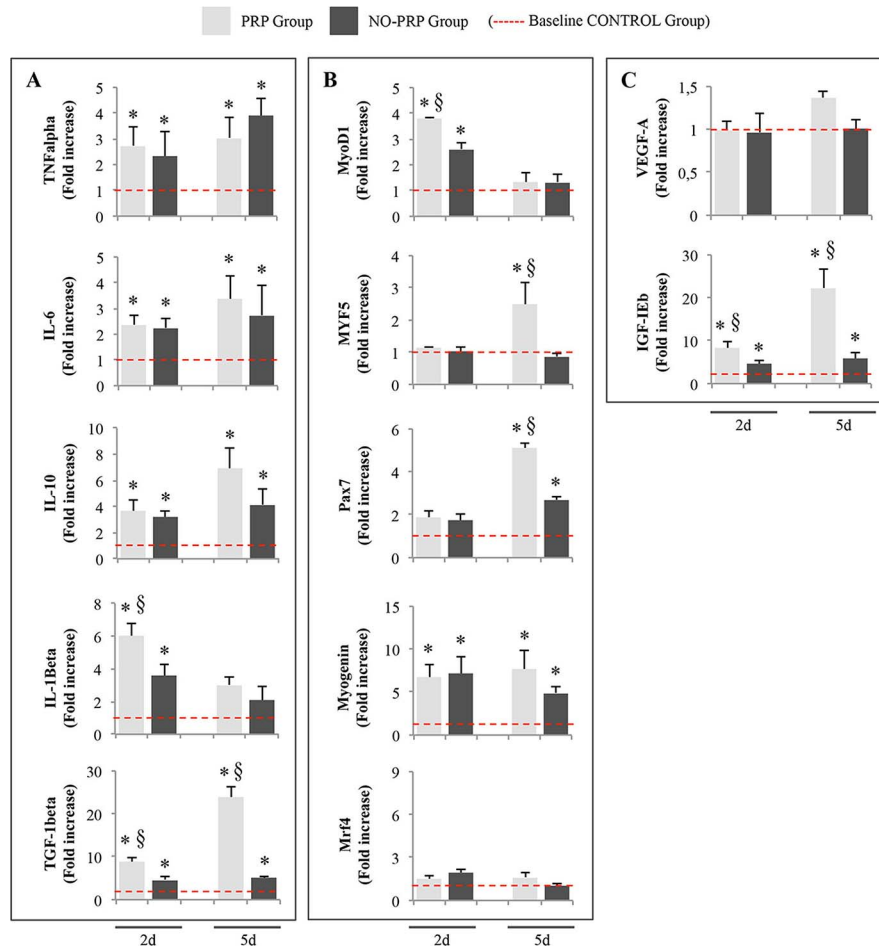 PRP Group NO-PRP Group (------ Baseline CONTROL Group)
A
TNFalpha
(Fold increase)
5
4
3
2
1
0
* * * *
IL-6
(Fold increase)
5
4
3
2
1
0
* * * *
IL-10
(Fold increase)
10
8
6
4
2
0
* * * *
IL-1Beta
(Fold increase)
8
6
4
2
0
* § *
TGF-1beta
(Fold increase)
30
20
10
0
* § * * § *
2d 5d
B
MyoD1
(Fold increase)
5
4
3
2
1
0
* § *
MYF5
(Fold increase)
4
3
2
1
0
* §
Pax7
(Fold increase)
6
4
2
0
* § *
Myogenin
(Fold increase)
20
15
10
5
0
* * * *
Mrf4
(Fold increase)
9
6
3
0
2d 5d
C
VEGF-A
(Fold increase)
1,5
1
0,5
0
IGF-IEb
(Fold increase)
30
20
10
0
* § * * § *
2d 5d